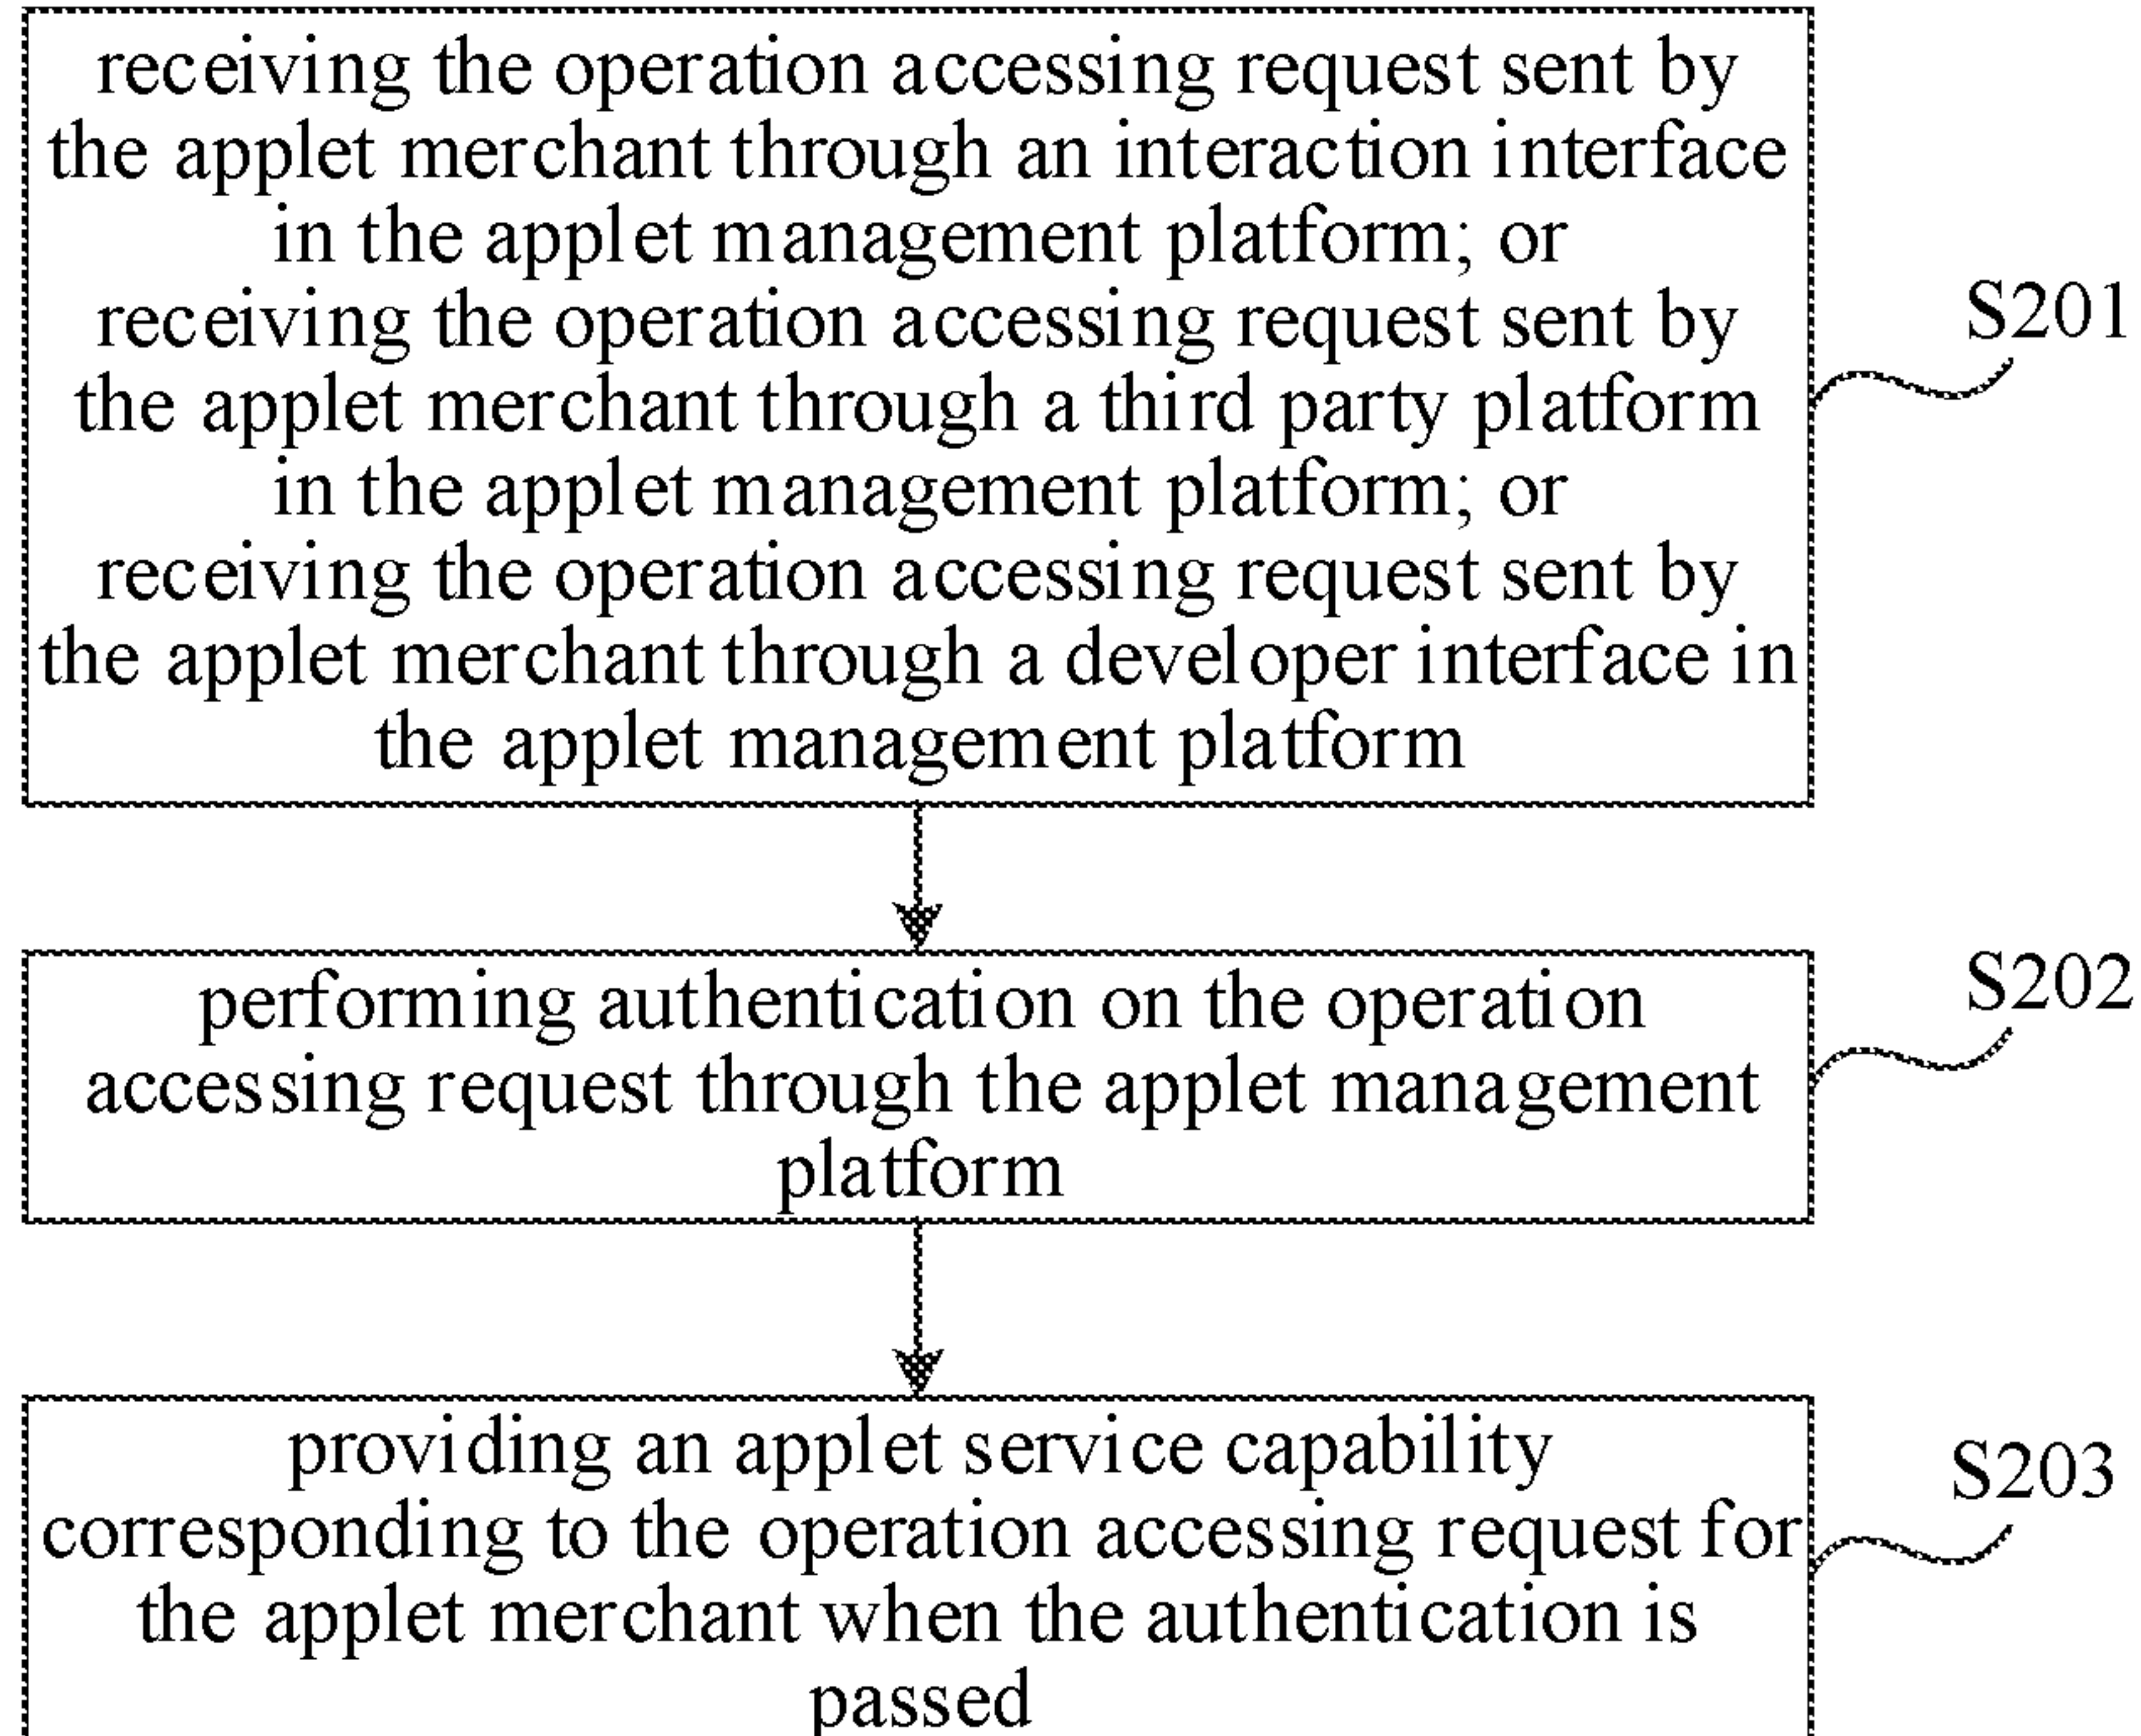 receiving the operation accessing request sent by
the applet merchant through an interaction interface
in the applet management platform; or
receiving the operation accessing request sent by
the applet merchant through a third party platform
in the applet management platform; or
receiving the operation accessing request sent by
the applet merchant through a developer interface in
the applet management platform
S201
performing authentication on the operation
accessing request through the applet management
platform
S202
providing an applet service capability
corresponding to the operation accessing request for
the applet merchant when the authentication is
passed
S203